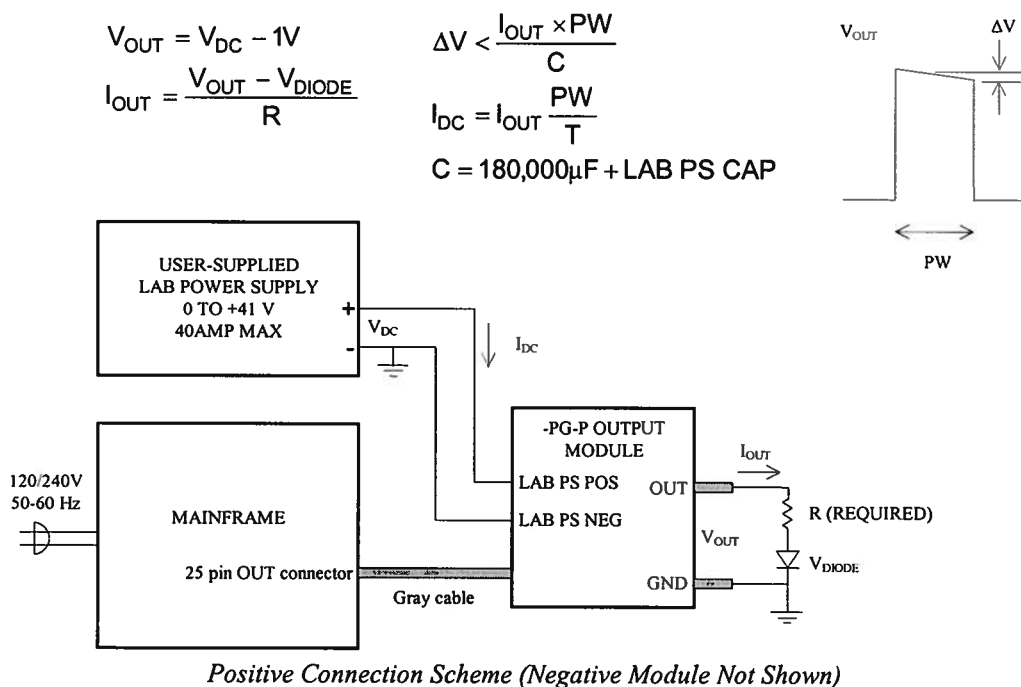 V_OUT = V_DC − 1V
I_OUT = (V_OUT − V_DIODE) / R
ΔV < (I_OUT × PW) / C
I_DC = I_OUT PW / T
C = 180,000µF + LAB PS CAP
V_OUT
ΔV
PW
USER-SUPPLIED
LAB POWER SUPPLY
0 TO +41 V
40AMP MAX
+
-
V_DC
I_DC
120/240V
50-60 Hz
MAINFRAME
25 pin OUT connector
Gray cable
-PG-P OUTPUT
MODULE
LAB PS POS
LAB PS NEG
OUT
GND
I_OUT
V_OUT
R (REQUIRED)
V_DIODE
Positive Connection Scheme (Negative Module Not Shown)